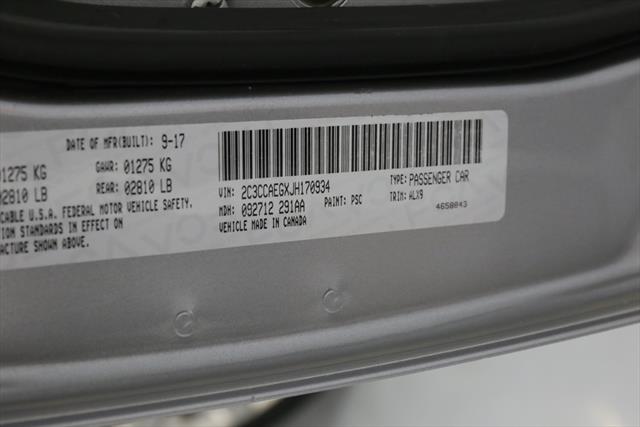 DATE OF MFR(BUILT): 9-17
01275 KG GAWR: 01275 KG
02810 LB REAR: 02810 LB
CABLE U.S.A. FEDERAL MOTOR VEHICLE SAFETY,
TION STANDARDS IN EFFECT ON
FACTURE SHOWN ABOVE.
VIN: 2C3CCAEGXJH170934 TYPE: PASSENGER CAR
MDH: 092712 291AA PAINT: PSC TRIM: ALX9
VEHICLE MADE IN CANADA 4658043